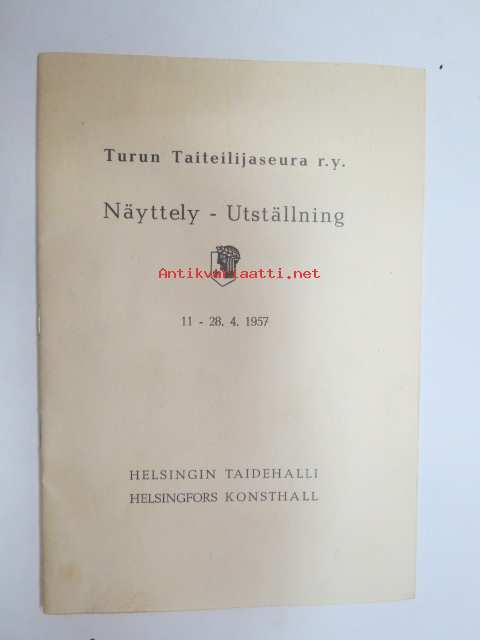 Turun Taiteilijaseura r.y.
Näyttely - Utställning
Antikvariaatti.net
11 - 28. 4. 1957
HELSINGIN TAIDEHALLI
HELSINGFORS KONSTHALL